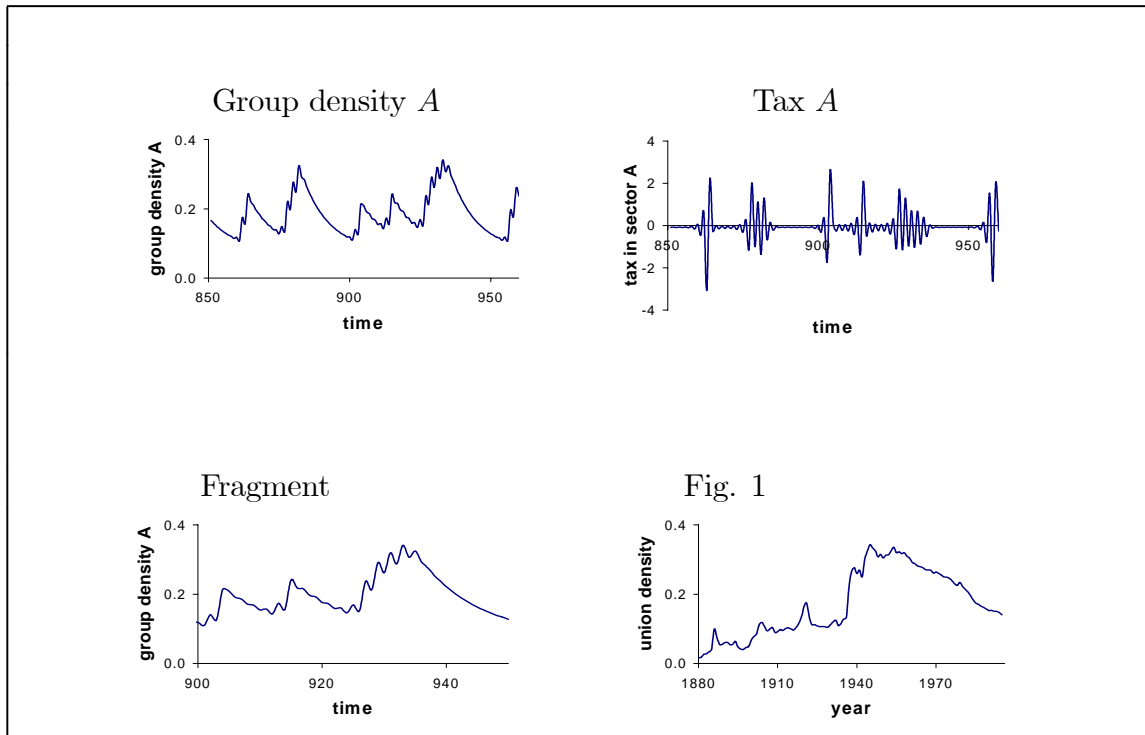 Group density A
group density A
0.4
0.2
0.0
850
900
950
time
Tax A
tax in sector A
4
2
0
-2
-4
850
900
950
time
Fragment
group density A
0.4
0.2
0.0
900
920
940
time
Fig. 1
union density
0.4
0.2
0.0
1880
1910
1940
1970
year